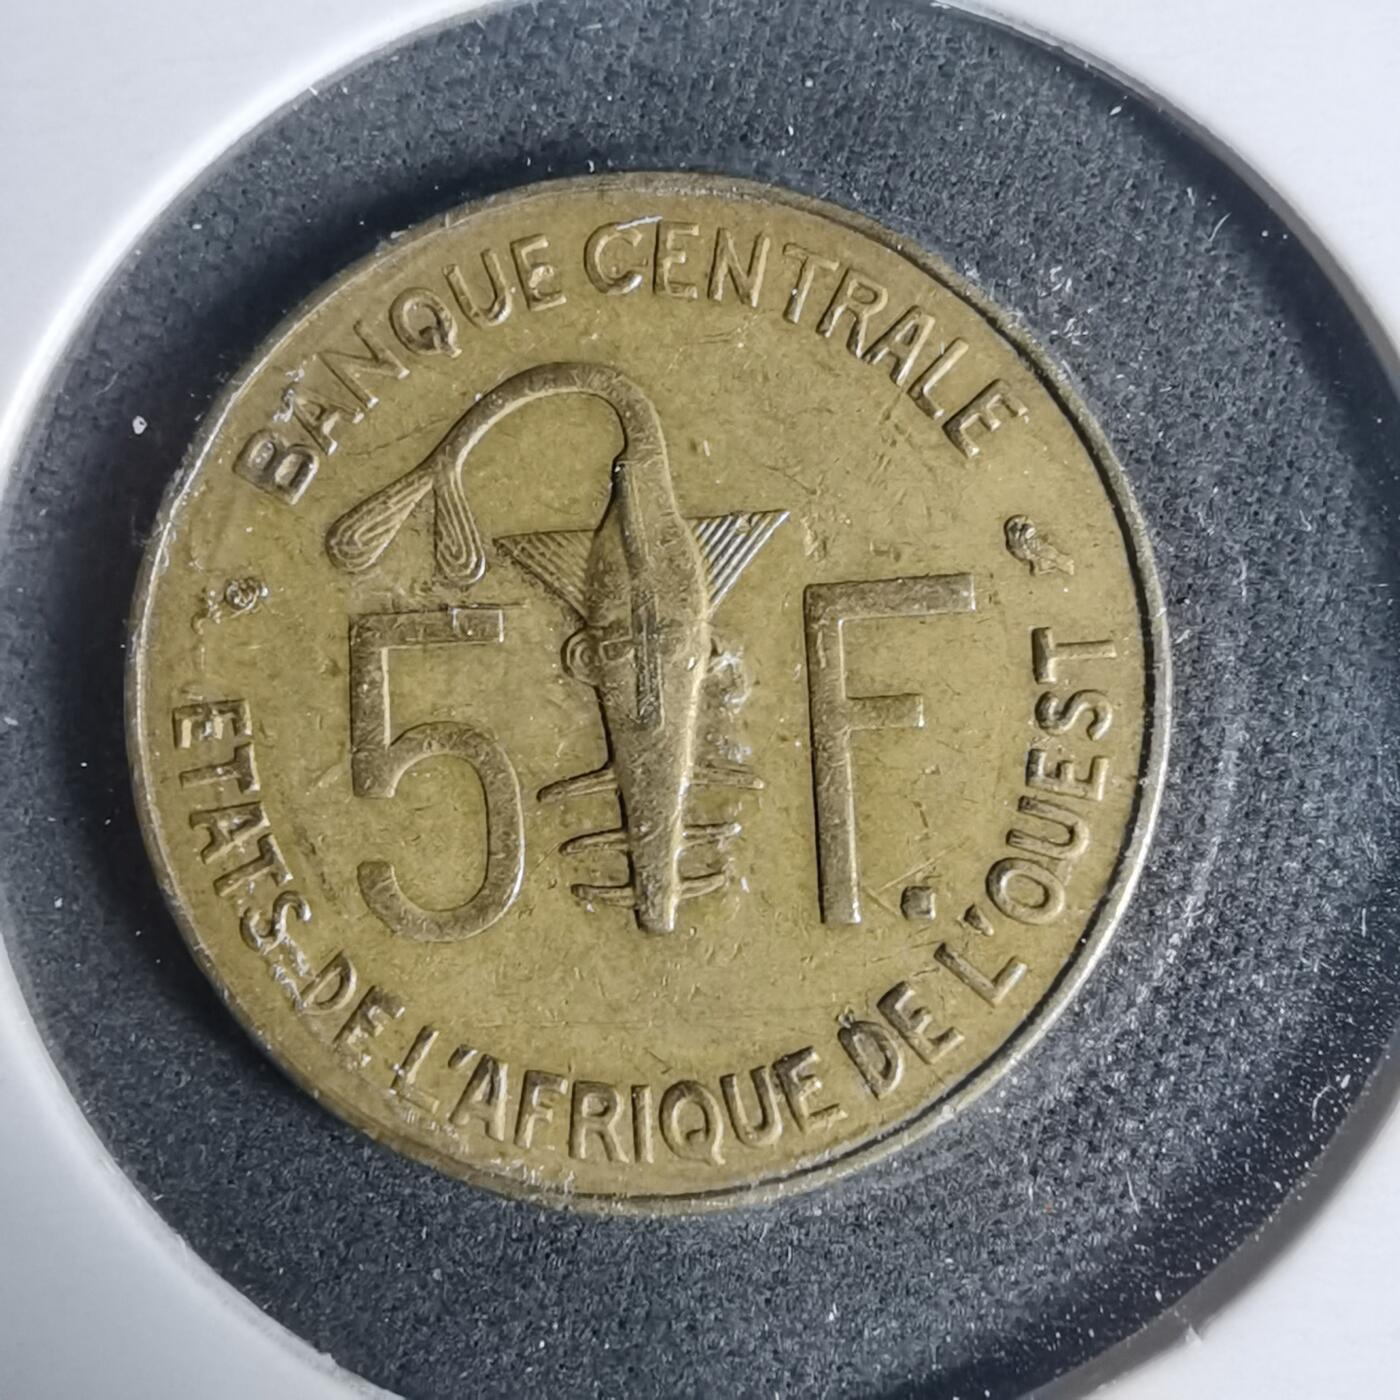 BANQUE CENTRALE
5 F.
ETATS-DE L'AFRIQUE DE L'OUEST